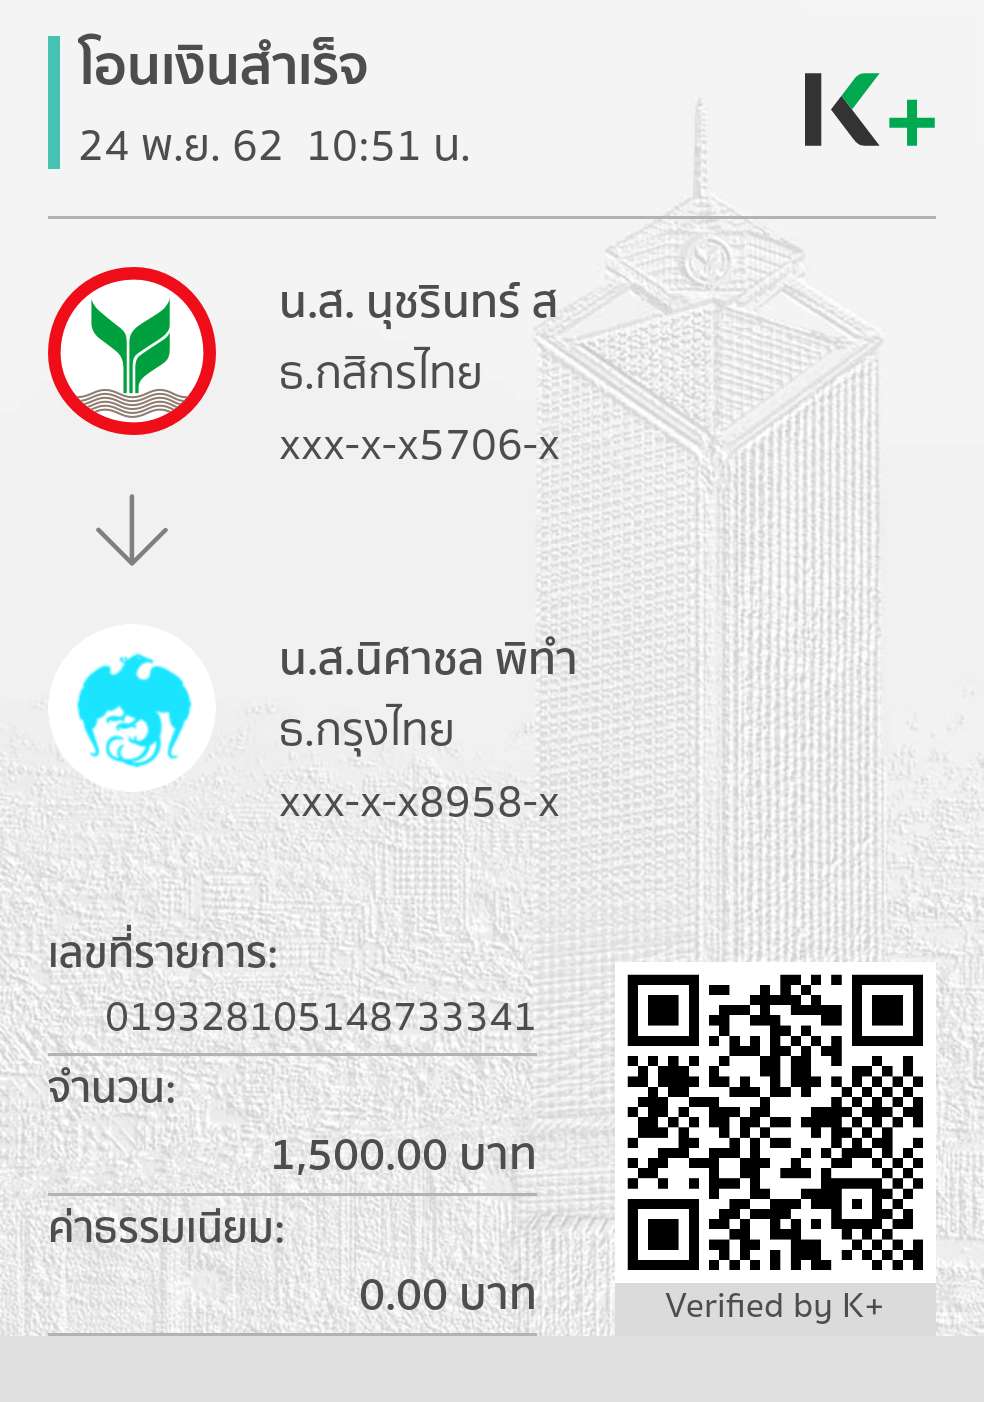 โอนเงินสำเร็จ
24 พ.ย. 62 10:51 น.
K+
น.ส. นุชรินทร์ ส
ธ.กสิกรไทย
xxx-x-x5706-x
น.ส.นิศาชล พิทำ
ธ.กรุงไทย
xxx-x-x8958-x
เลขที่รายการ:
019328105148733341
จำนวน:
1,500.00 บาท
ค่าธรรมเนียม:
0.00 บาท
Verified by K+